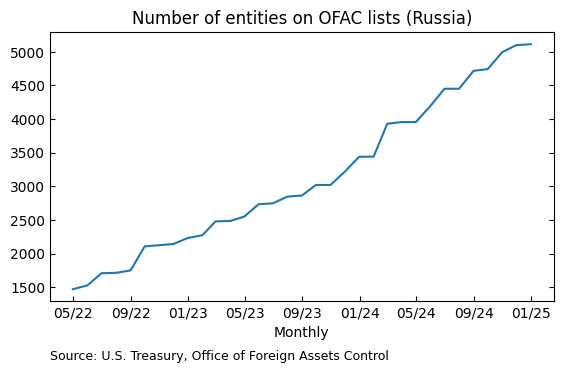 Number of entities on OFAC lists (Russia)
5000
4500
4000
3500
3000
2500
2000
1500
05/22 09/22 01/23 05/23 09/23 01/24 05/24 09/24 01/25
Monthly
Source: U.S. Treasury, Office of Foreign Assets Control